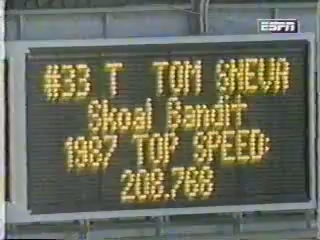 ESPN
#33 T TOM SNEVA
Skoal Bandit
1987 TOP SPEED:
208.768